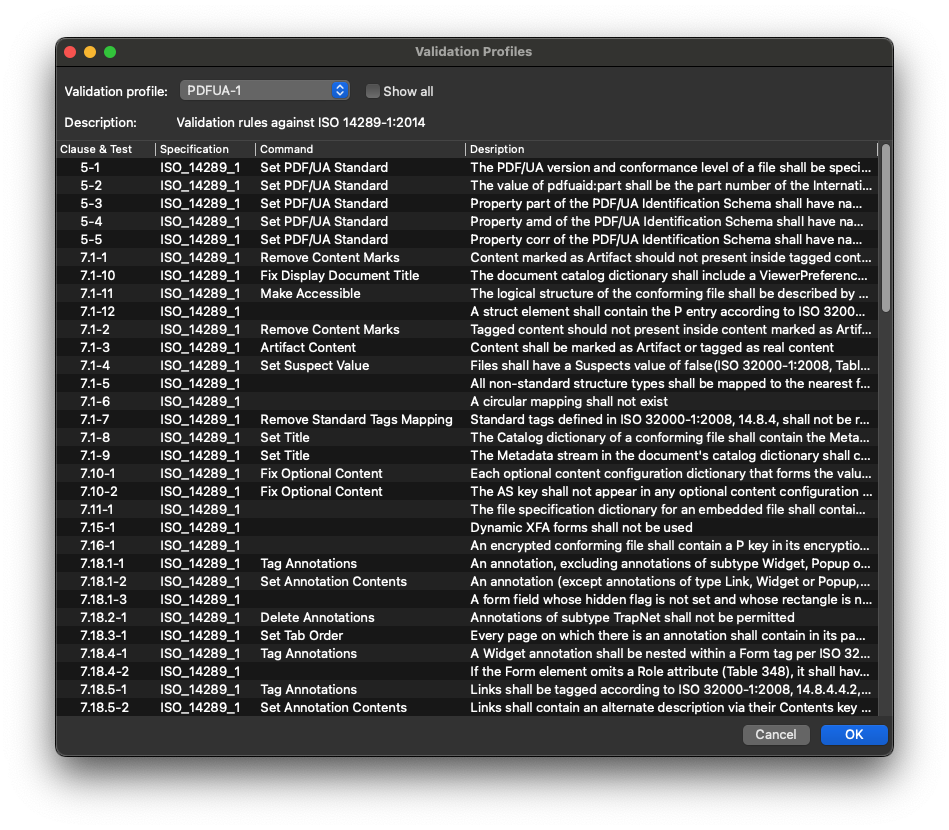 Validation Profiles
Validation profile: PDFUA-1 Show all
Description: Validation rules against ISO 14289-1:2014
Clause & Test Specification Command Desription
5-1 ISO_14289_1 Set PDF/UA Standard The PDF/UA version and conformance level of a file shall be speci...
5-2 ISO_14289_1 Set PDF/UA Standard The value of pdfuaid:part shall be the part number of the Internati...
5-3 ISO_14289_1 Set PDF/UA Standard Property part of the PDF/UA Identification Schema shall have na...
5-4 ISO_14289_1 Set PDF/UA Standard Property amd of the PDF/UA Identification Schema shall have na...
5-5 ISO_14289_1 Set PDF/UA Standard Property corr of the PDF/UA Identification Schema shall have na...
7.1-1 ISO_14289_1 Remove Content Marks Content marked as Artifact should not present inside tagged cont...
7.1-10 ISO_14289_1 Fix Display Document Title The document catalog dictionary shall include a ViewerPreferenc...
7.1-11 ISO_14289_1 Make Accessible The logical structure of the conforming file shall be described by ...
7.1-12 ISO_14289_1 A struct element shall contain the P entry according to ISO 3200...
7.1-2 ISO_14289_1 Remove Content Marks Tagged content should not present inside content marked as Artif...
7.1-3 ISO_14289_1 Artifact Content Content shall be marked as Artifact or tagged as real content
7.1-4 ISO_14289_1 Set Suspect Value Files shall have a Suspects value of false(ISO 32000-1:2008, Tabl...
7.1-5 ISO_14289_1 All non-standard structure types shall be mapped to the nearest f...
7.1-6 ISO_14289_1 A circular mapping shall not exist
7.1-7 ISO_14289_1 Remove Standard Tags Mapping Standard tags defined in ISO 32000-1:2008, 14.8.4, shall not be r...
7.1-8 ISO_14289_1 Set Title The Catalog dictionary of a conforming file shall contain the Meta...
7.1-9 ISO_14289_1 Set Title The Metadata stream in the document's catalog dictionary shall c...
7.10-1 ISO_14289_1 Fix Optional Content Each optional content configuration dictionary that forms the valu...
7.10-2 ISO_14289_1 Fix Optional Content The AS key shall not appear in any optional content configuration ...
7.11-1 ISO_14289_1 The file specification dictionary for an embedded file shall contai...
7.15-1 ISO_14289_1 Dynamic XFA forms shall not be used
7.16-1 ISO_14289_1 An encrypted conforming file shall contain a P key in its encryptio...
7.18.1-1 ISO_14289_1 Tag Annotations An annotation, excluding annotations of subtype Widget, Popup o...
7.18.1-2 ISO_14289_1 Set Annotation Contents An annotation (except annotations of type Link, Widget or Popup,...
7.18.1-3 ISO_14289_1 A form field whose hidden flag is not set and whose rectangle is n...
7.18.2-1 ISO_14289_1 Delete Annotations Annotations of subtype TrapNet shall not be permitted
7.18.3-1 ISO_14289_1 Set Tab Order Every page on which there is an annotation shall contain in its pa...
7.18.4-1 ISO_14289_1 Tag Annotations A Widget annotation shall be nested within a Form tag per ISO 32...
7.18.4-2 ISO_14289_1 If the Form element omits a Role attribute (Table 348), it shall hav...
7.18.5-1 ISO_14289_1 Tag Annotations Links shall be tagged according to ISO 32000-1:2008, 14.8.4.4.2,...
7.18.5-2 ISO_14289_1 Set Annotation Contents Links shall contain an alternate description via their Contents key ...
Cancel OK